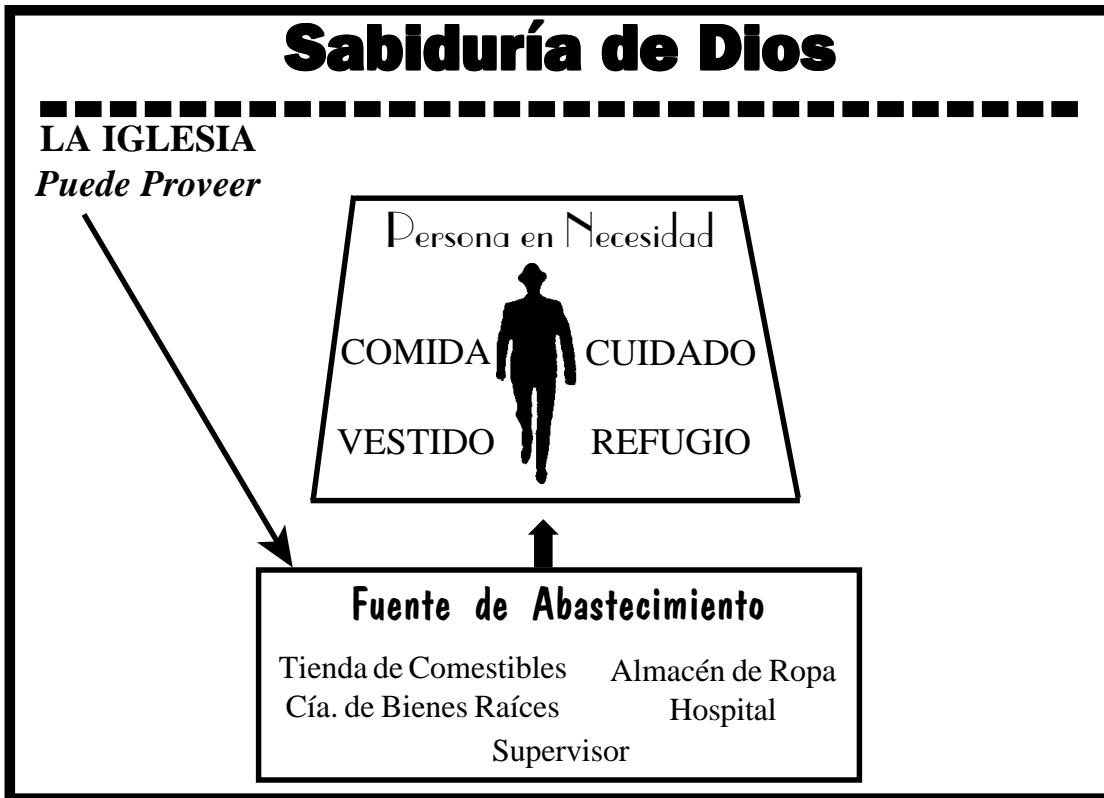 Sabiduría de Dios
LA IGLESIA
Puede Proveer
Persona en Necesidad
COMIDA CUIDADO
VESTIDO REFUGIO
Fuente de Abastecimiento
Tienda de Comestibles Almacén de Ropa
Cía. de Bienes Raíces Hospital
Supervisor